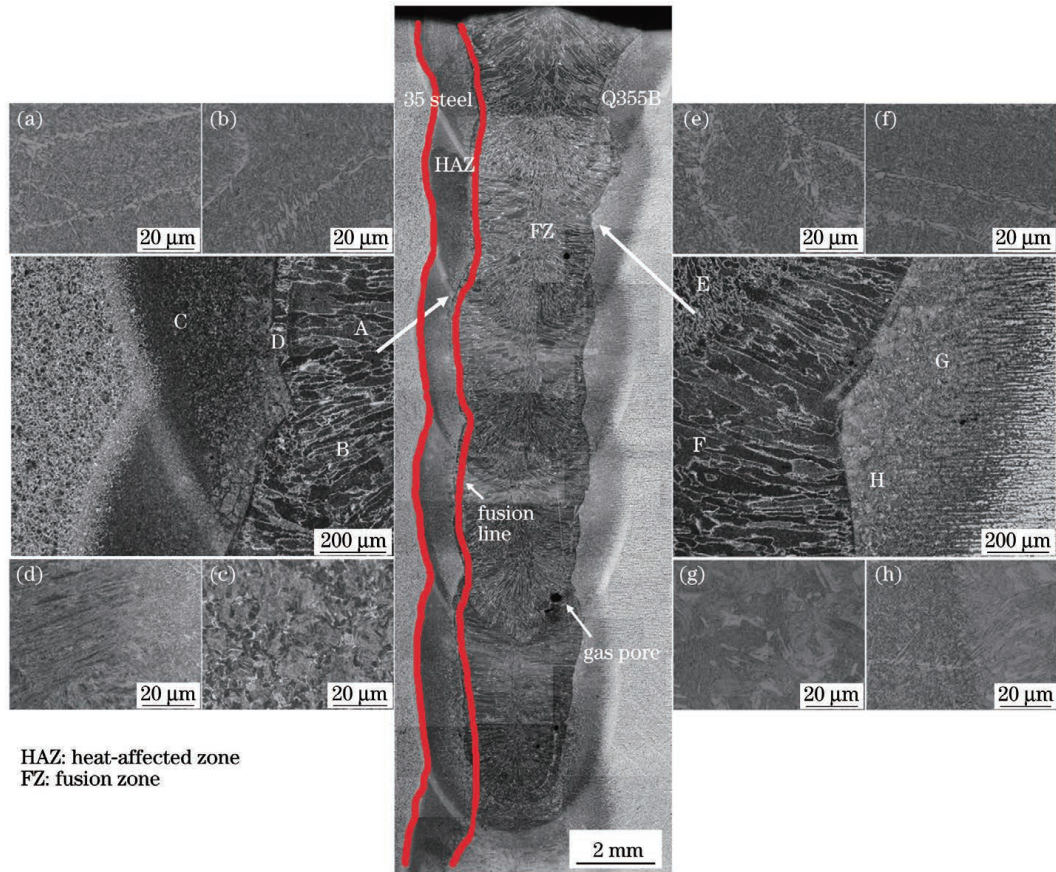 35 steel
Q355B
HAZ
FZ
fusion
line
gas pore
2 mm
(a)
20 μm
(b)
20 μm
(e)
20 μm
(f)
20 μm
C
D
A
B
200 μm
E
F
G
H
200 μm
(d)
20 μm
(c)
20 μm
(g)
20 μm
(h)
20 μm
HAZ: heat-affected zone
FZ: fusion zone